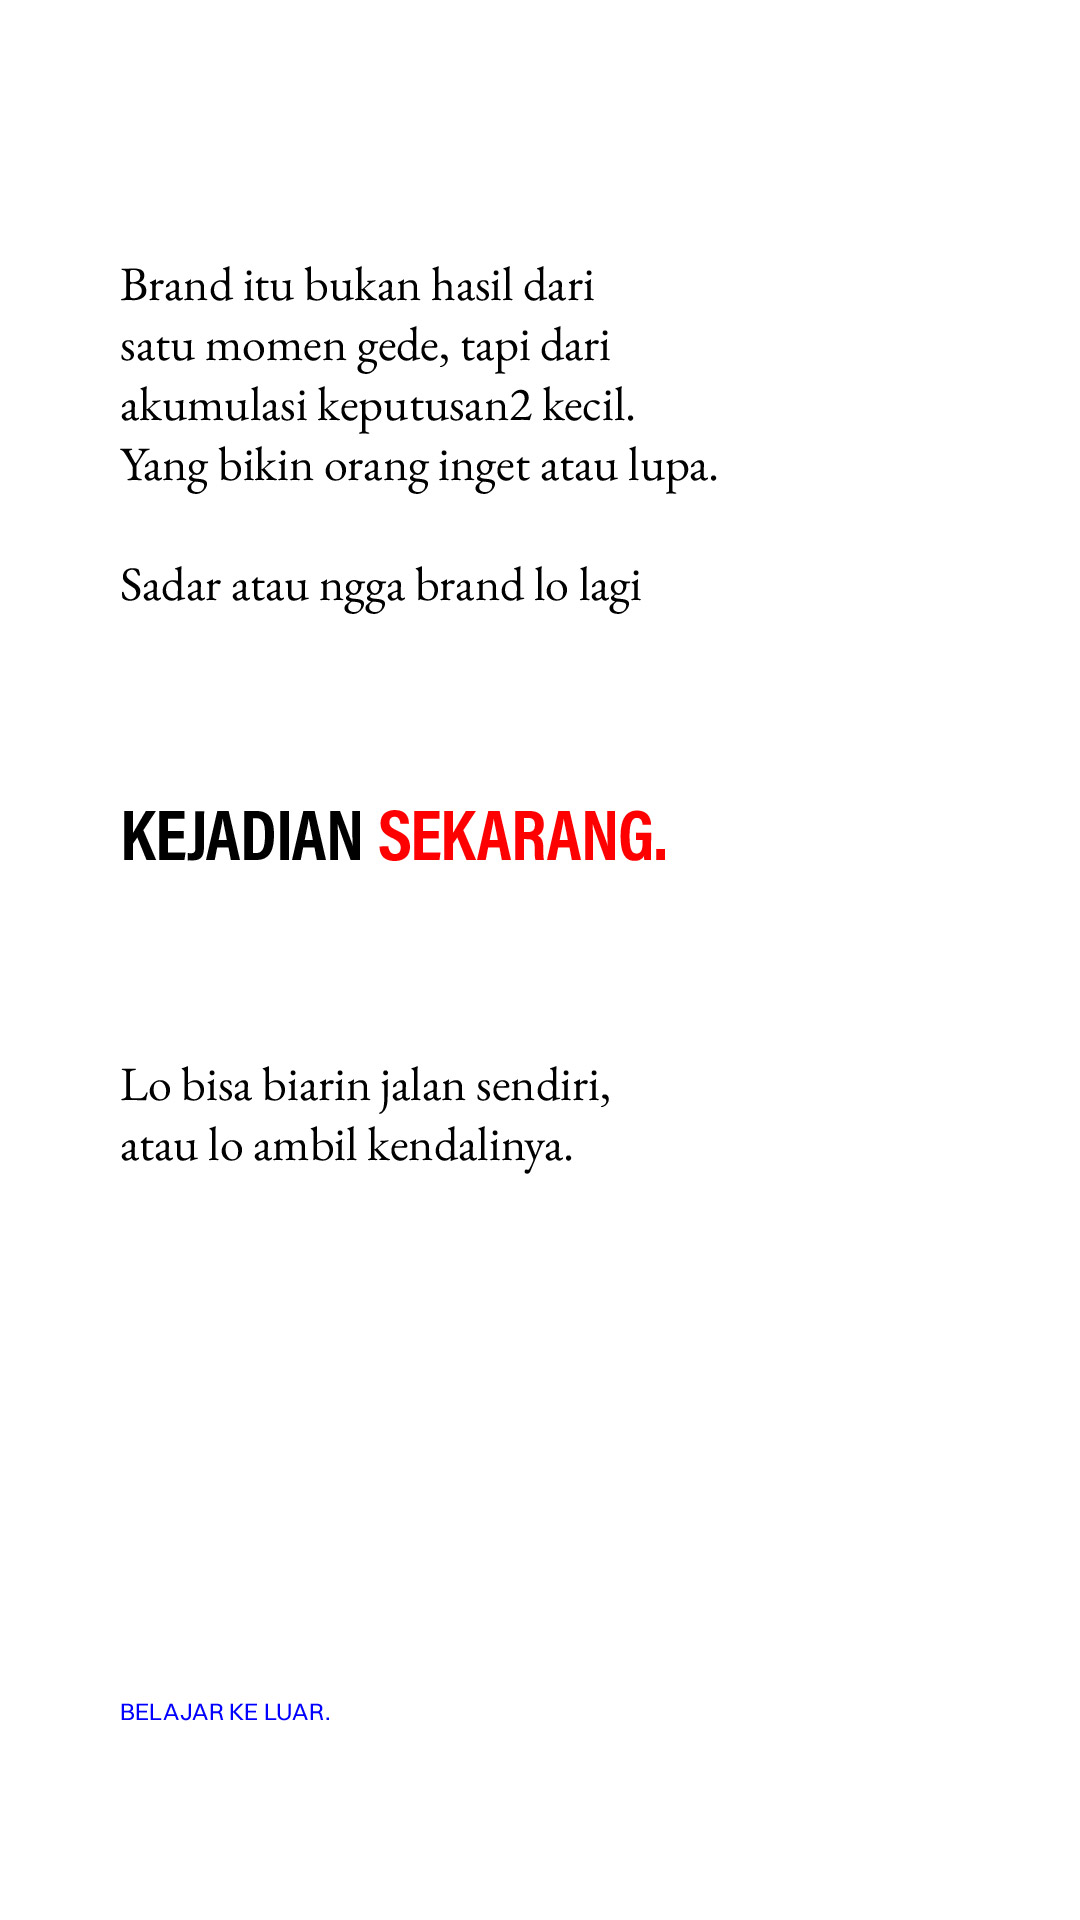 Brand itu bukan hasil dari
satu momen gede, tapi dari
akumulasi keputusan2 kecil.
Yang bikin orang inget atau lupa.
Sadar atau ngga brand lo lagi
KEJADIAN SEKARANG.
Lo bisa biarin jalan sendiri,
atau lo ambil kendalinya.
BELAJAR KE LUAR.